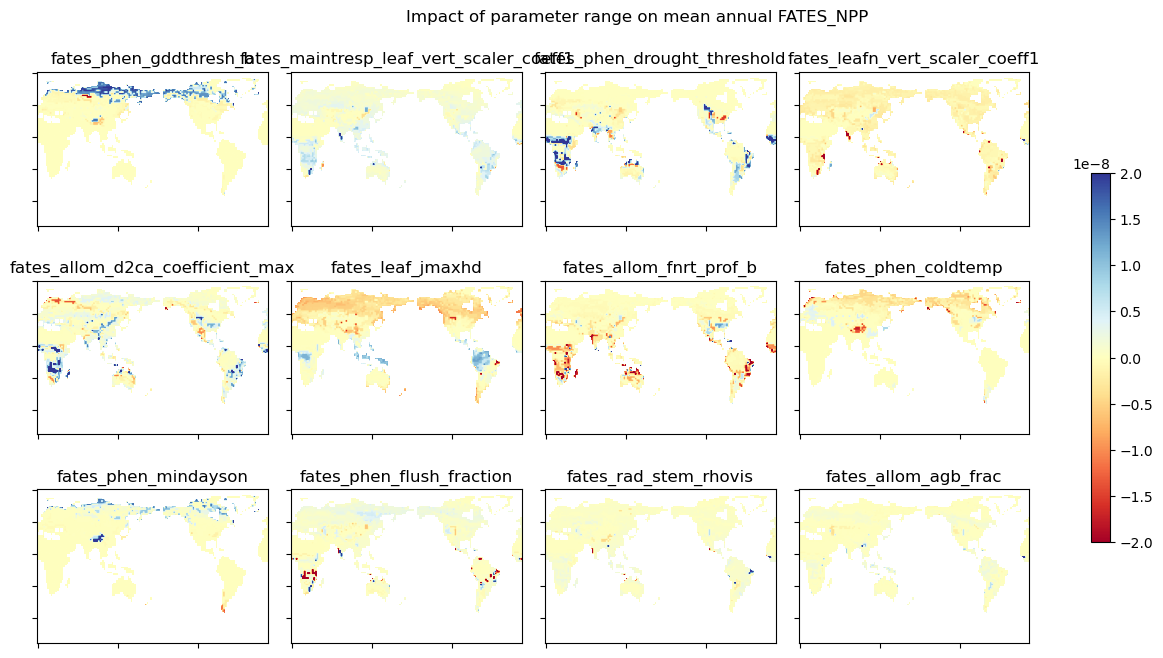 Impact of parameter range on mean annual FATES_NPP
fates_phen_gddthresh_b
fates_maintresp_leaf_vert_scaler_coeff1
fates_phen_drought_threshold
fates_leafn_vert_scaler_coeff1
fates_allom_d2ca_coefficient_max
fates_leaf_jmaxhd
fates_allom_fnrt_prof_b
fates_phen_coldtemp
fates_phen_mindayson
fates_phen_flush_fraction
fates_rad_stem_rhovis
fates_allom_agb_frac
1e−8
2.0
1.5
1.0
0.5
0.0
−0.5
−1.0
−1.5
−2.0